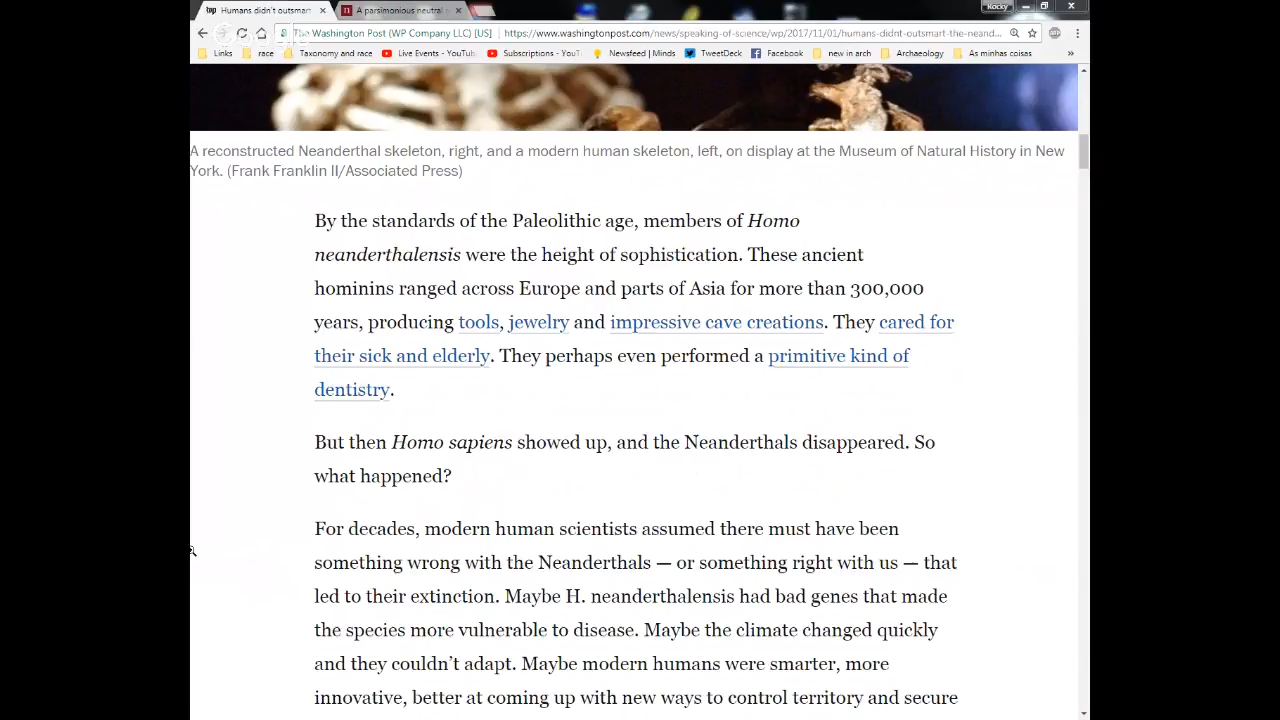 Humans didn't outsmar
A parsimonious neutral
Rocky
The Washington Post (WP Company LLC) [US]
https://www.washingtonpost.com/news/speaking-of-science/wp/2017/11/01/humans-didnt-outsmart-the-neand...
Links
race
Taxonomy and race
Live Events - YouTu
Subscriptions - YouT
Newsfeed | Minds
TweetDeck
Facebook
new in arch
Archaeology
As minhas coisas
»
A reconstructed Neanderthal skeleton, right, and a modern human skeleton, left, on display at the Museum of Natural History in New
York. (Frank Franklin II/Associated Press)
By the standards of the Paleolithic age, members of Homo
neanderthalensis were the height of sophistication. These ancient
hominins ranged across Europe and parts of Asia for more than 300,000
years, producing tools, jewelry and impressive cave creations. They cared for
their sick and elderly. They perhaps even performed a primitive kind of
dentistry.
But then Homo sapiens showed up, and the Neanderthals disappeared. So
what happened?
For decades, modern human scientists assumed there must have been
something wrong with the Neanderthals — or something right with us — that
led to their extinction. Maybe H. neanderthalensis had bad genes that made
the species more vulnerable to disease. Maybe the climate changed quickly
and they couldn't adapt. Maybe modern humans were smarter, more
innovative, better at coming up with new ways to control territory and secure